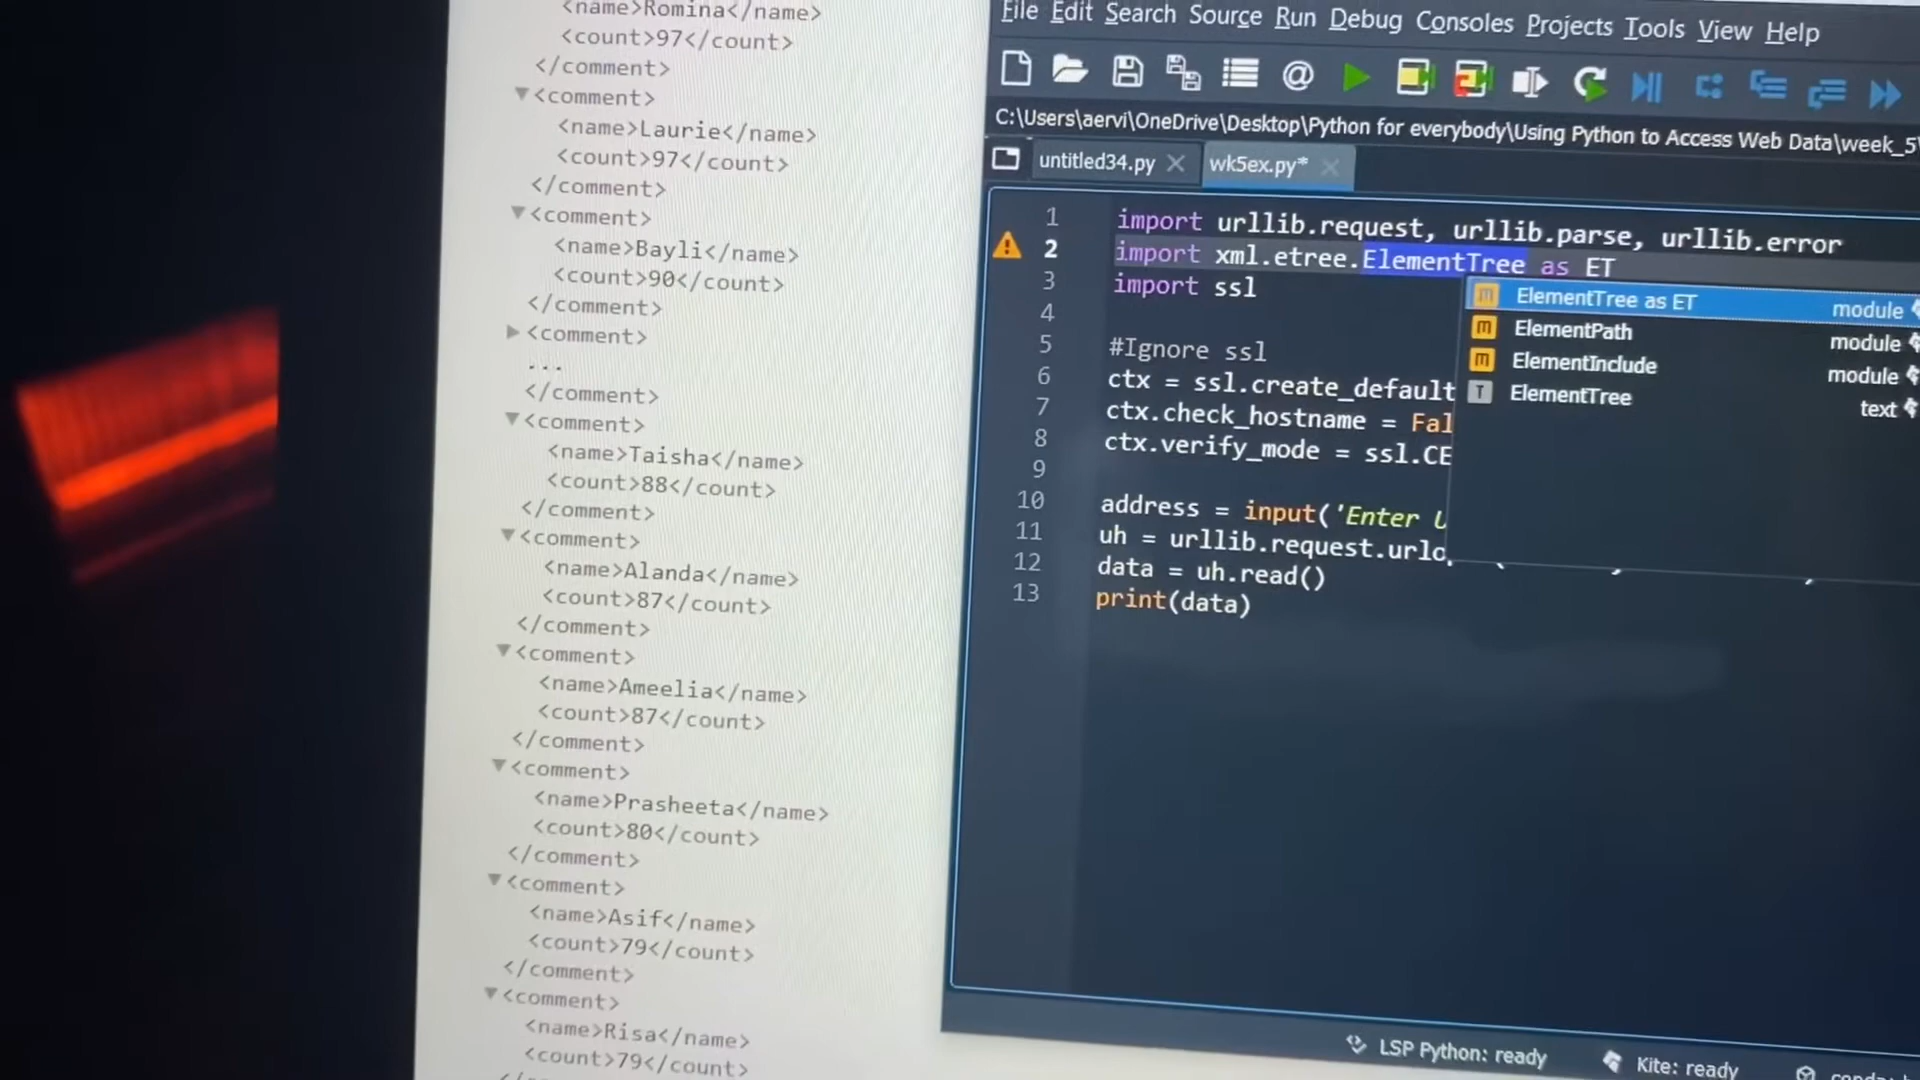 <name>Romina</name>
<count>97</count>
</comment>
<comment>
<name>Laurie</name>
<count>97</count>
</comment>
<comment>
<name>Bayli</name>
<count>90</count>
</comment>
<comment>
...
</comment>
<comment>
<name>Taisha</name>
<count>88</count>
</comment>
<comment>
<name>Alanda</name>
<count>87</count>
</comment>
<comment>
<name>Ameelia</name>
<count>87</count>
</comment>
<comment>
<name>Prasheeta</name>
<count>80</count>
</comment>
<comment>
<name>Asif</name>
<count>79</count>
</comment>
<comment>
<name>Risa</name>
<count>79</count>
File Edit Search Source Run Debug Consoles Projects Tools View Help
C:\Users\aervi\OneDrive\Desktop\Python for everybody\Using Python to Access Web Data\week_5\
untitled34.py wk5ex.py*
1 import urllib.request, urllib.parse, urllib.error
2 import xml.etree.ElementTree as ET
3 import ssl
4
5 #Ignore ssl
6 ctx = ssl.create_default
7 ctx.check_hostname = Fal
8 ctx.verify_mode = ssl.CE
9
10 address = input('Enter U
11 uh = urllib.request.urlo
12 data = uh.read()
13 print(data)
ElementTree as ET module
ElementPath module
ElementInclude module
ElementTree text
LSP Python: ready Kite: ready